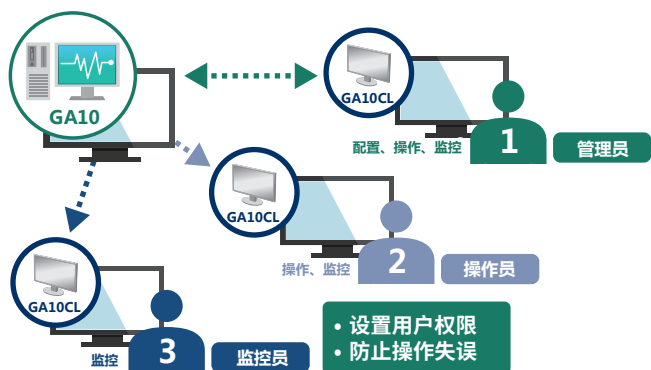 GA10
GA10CL
配置、操作、监控
1
管理员
GA10CL
操作、监控
2
操作员
GA10CL
监控
3
监控员
• 设置用户权限
• 防止操作失误